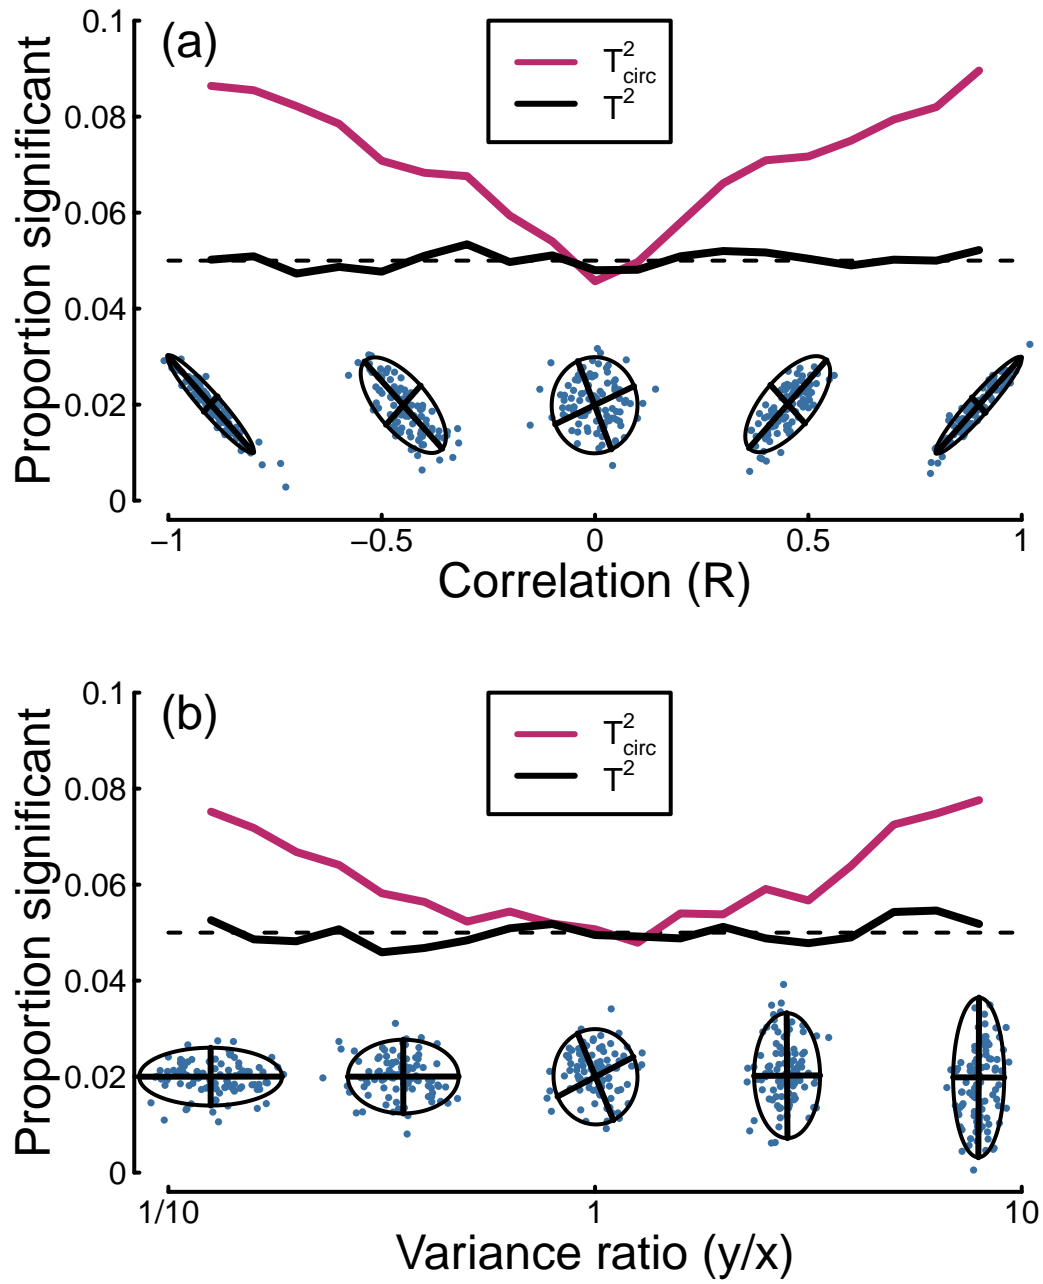 (a)
T²circ
T²
Proportion significant
0.1
0.08
0.06
0.04
0.02
0
−1
−0.5
0
0.5
1
Correlation (R)
(b)
T²circ
T²
Proportion significant
0.1
0.08
0.06
0.04
0.02
0
1/10
1
10
Variance ratio (y/x)